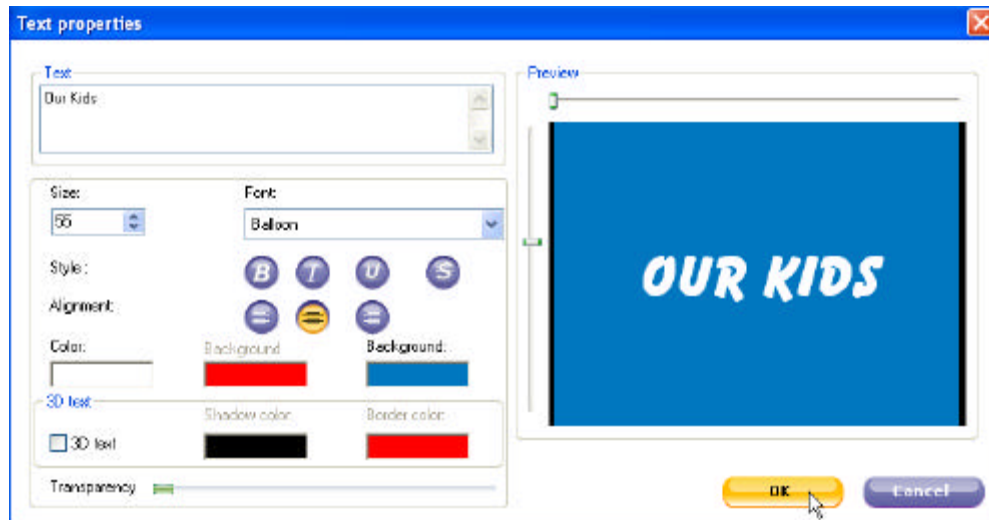 Text properties
Text
Our Kids
Size:
55
Font:
Balloon
Style :
B I U S
Alignment:
Color:
Background
Background:
3D text
3D text
Shadow color:
Border color:
Transparency
Preview
OUR KIDS
OK
Cancel